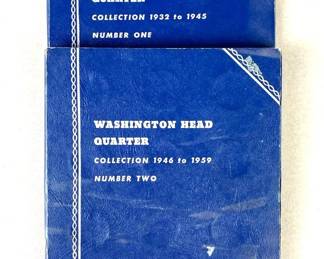 QUARTER
COLLECTION 1932 to 1945
NUMBER ONE
WASHINGTON HEAD
QUARTER
COLLECTION 1946 to 1959
NUMBER TWO